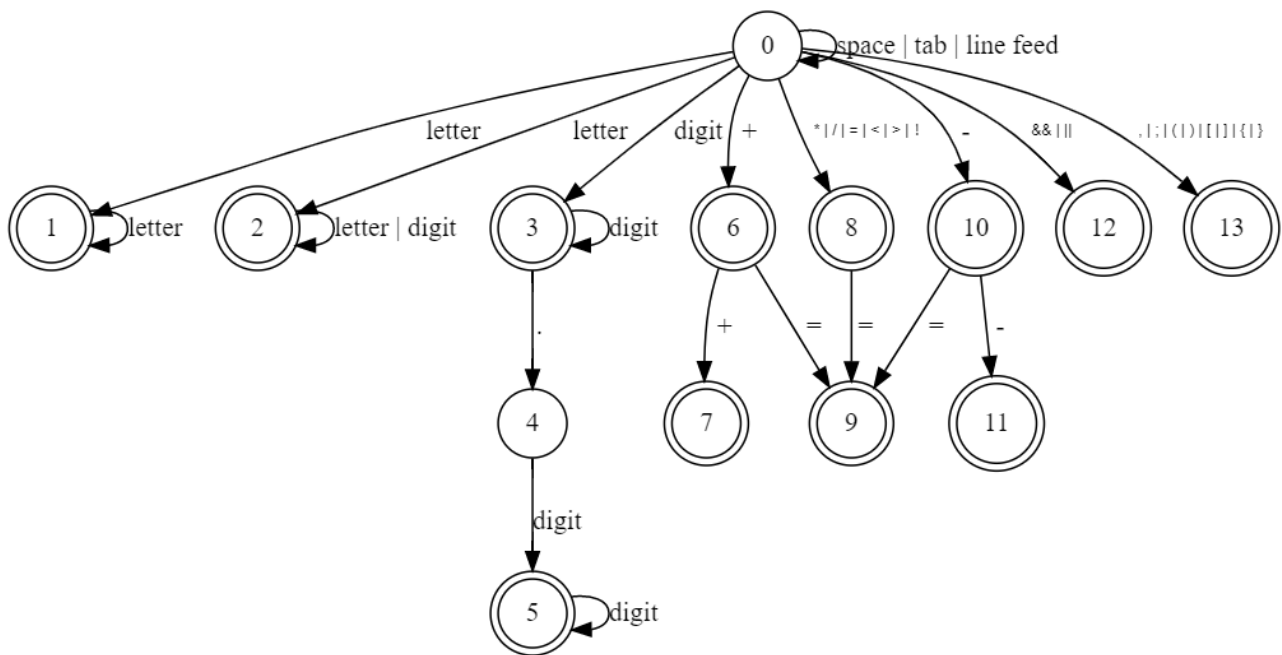 0
space | tab | line feed
letter
letter
digit
+
*| / | = | < | > | !
-
&& | ||
, | ; | ( | ) | [ | ] | { | }
1
letter
2
letter | digit
3
digit
6
8
10
12
13
.
+
=
=
=
-
4
7
9
11
digit
5
digit